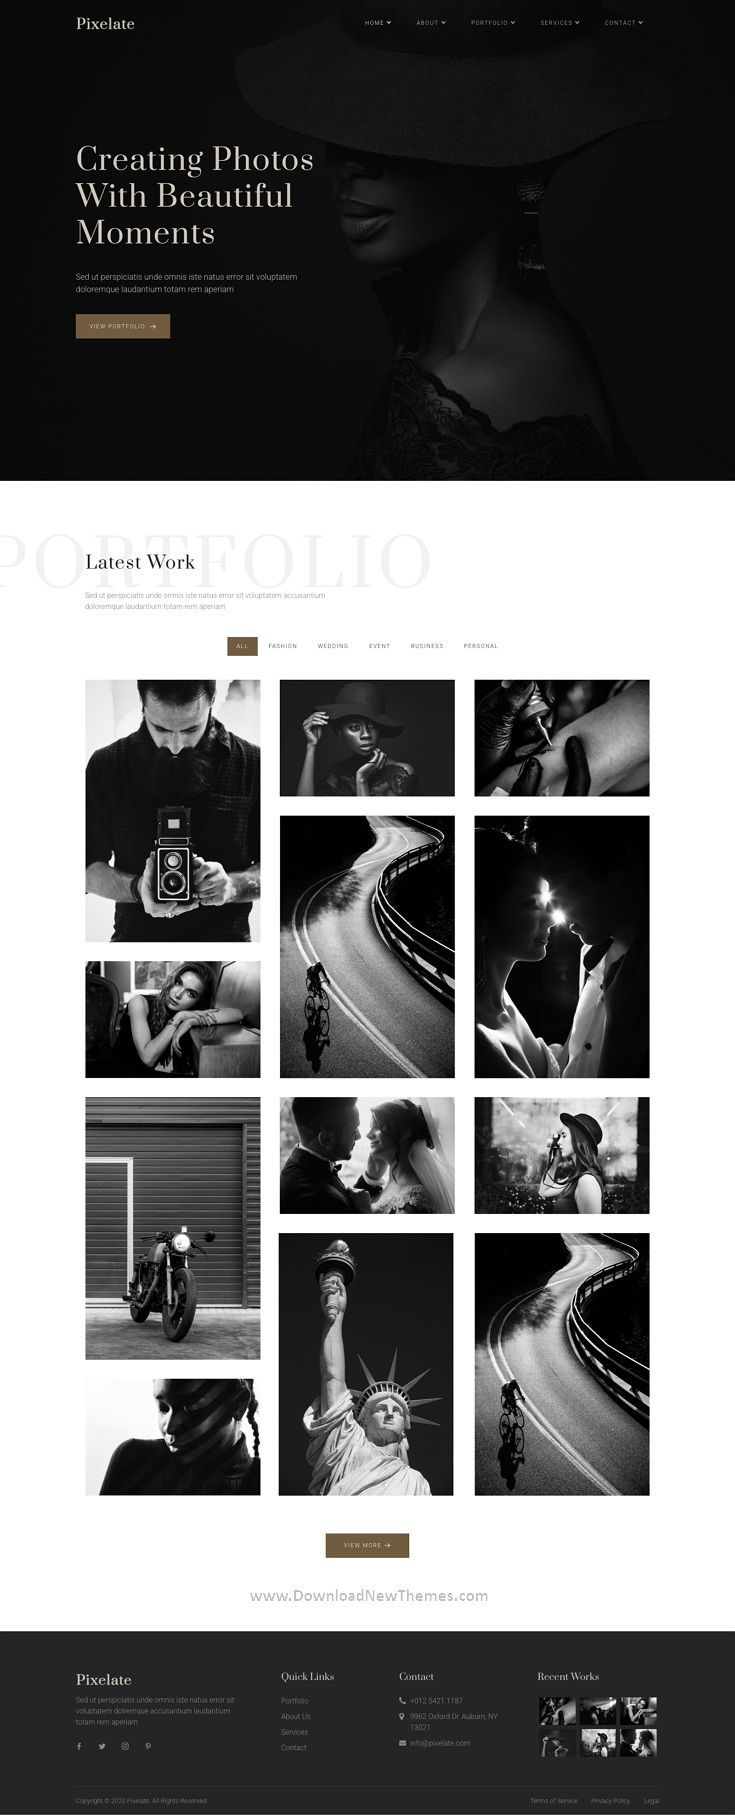 Pixelate
HOME ABOUT PORTFOLIO SERVICES CONTACT
Creating Photos
With Beautiful
Moments
Sed ut perspiciatis unde omnis iste natus error sit voluptatem
doloremque laudantium totam rem aperiam
VIEW PORTFOLIO →
PORTFOLIO
Latest Work
Sed ut perspiciatis unde omnis iste natus error sit voluptatem accusantium
doloremque laudantium totam rem aperiam
ALL FASHION WEDDING EVENT BUSINESS PERSONAL
VIEW MORE →
www.DownloadNewThemes.com
Pixelate
Sed ut perspiciatis unde omnis iste natus error sit
voluptatem dolremque accusantium laudantium
totam rem aperiam
Quick Links
Portfolio
About Us
Services
Contact
Contact
+012 5421 1187
9962 Oxford Dr. Auburn, NY
13021
info@pixelate.com
Recent Works
Copyright © 2020 Pixelate. All Rights Reserved.
Terms of Service Privacy Policy Legal